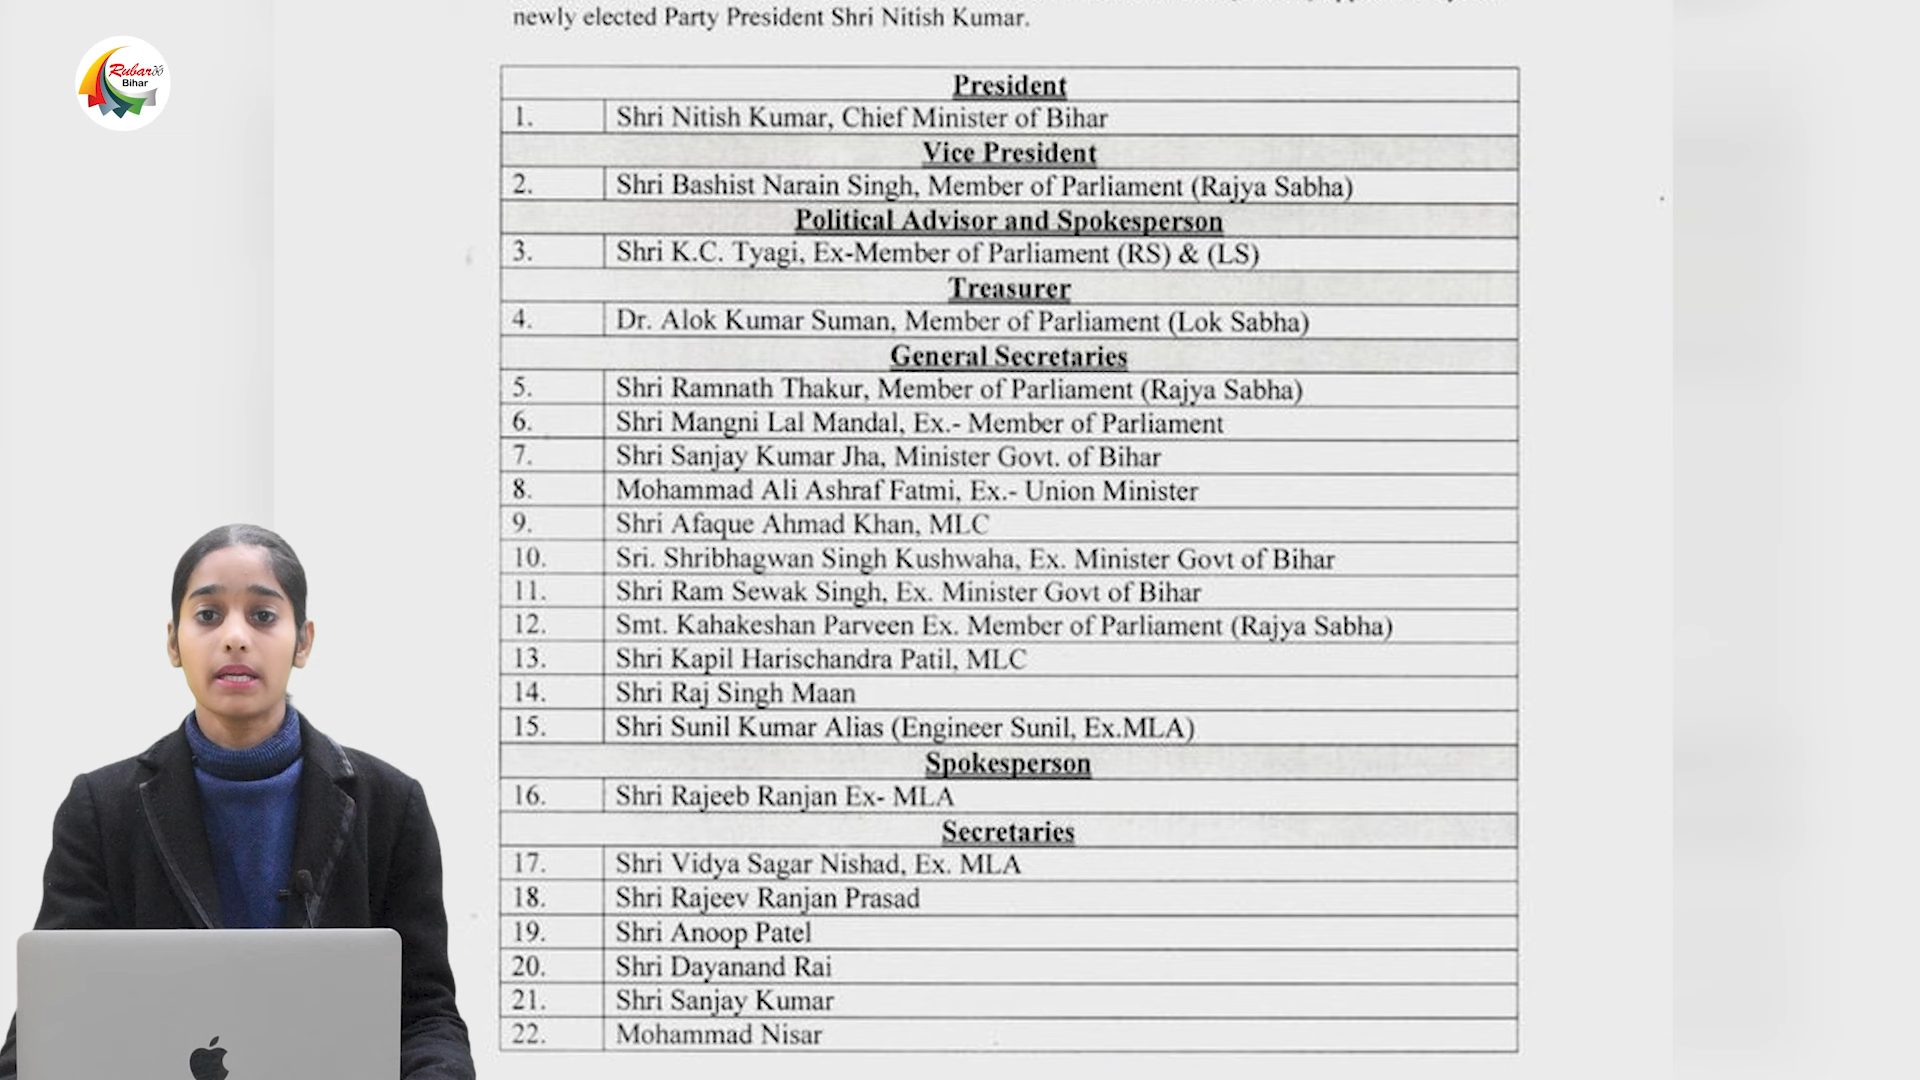 Rubaroo
Bihar
newly elected Party President Shri Nitish Kumar.
President
1. Shri Nitish Kumar, Chief Minister of Bihar
Vice President
2. Shri Bashist Narain Singh, Member of Parliament (Rajya Sabha)
Political Advisor and Spokesperson
3. Shri K.C. Tyagi, Ex-Member of Parliament (RS) & (LS)
Treasurer
4. Dr. Alok Kumar Suman, Member of Parliament (Lok Sabha)
General Secretaries
5. Shri Ramnath Thakur, Member of Parliament (Rajya Sabha)
6. Shri Mangni Lal Mandal, Ex.- Member of Parliament
7. Shri Sanjay Kumar Jha, Minister Govt. of Bihar
8. Mohammad Ali Ashraf Fatmi, Ex.- Union Minister
9. Shri Afaque Ahmad Khan, MLC
10. Sri. Shribhagwan Singh Kushwaha, Ex. Minister Govt of Bihar
11. Shri Ram Sewak Singh, Ex. Minister Govt of Bihar
12. Smt. Kahakeshan Parveen Ex. Member of Parliament (Rajya Sabha)
13. Shri Kapil Harischandra Patil, MLC
14. Shri Raj Singh Maan
15. Shri Sunil Kumar Alias (Engineer Sunil, Ex.MLA)
Spokesperson
16. Shri Rajeeb Ranjan Ex- MLA
Secretaries
17. Shri Vidya Sagar Nishad, Ex. MLA
18. Shri Rajeev Ranjan Prasad
19. Shri Anoop Patel
20. Shri Dayanand Rai
21. Shri Sanjay Kumar
22. Mohammad Nisar